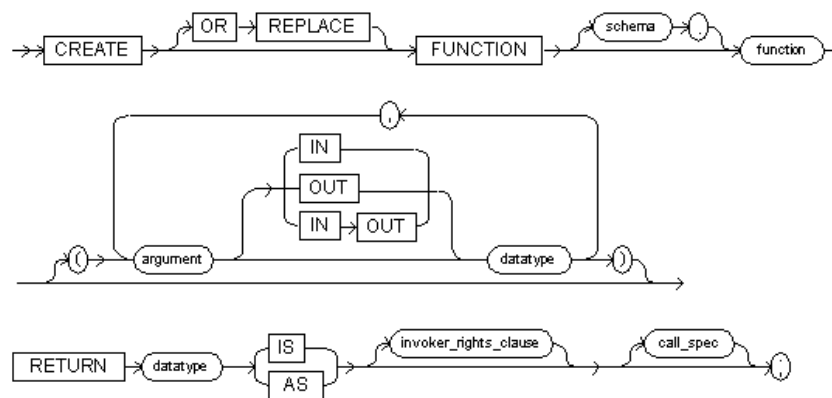 CREATE OR REPLACE FUNCTION schema . function
,
IN
OUT
IN OUT
( argument datatype )
RETURN datatype IS AS invoker_rights_clause call_spec ;